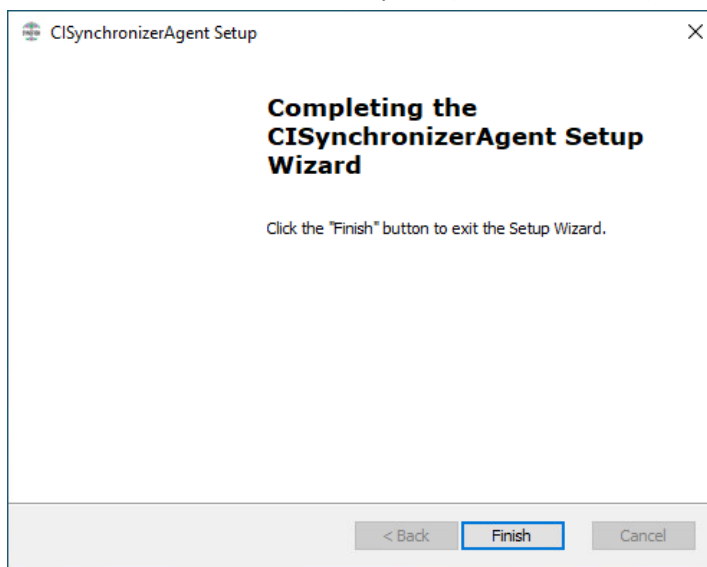 CISynchronizerAgent Setup
Completing the
CISynchronizerAgent Setup
Wizard
Click the "Finish" button to exit the Setup Wizard.
< Back
Finish
Cancel